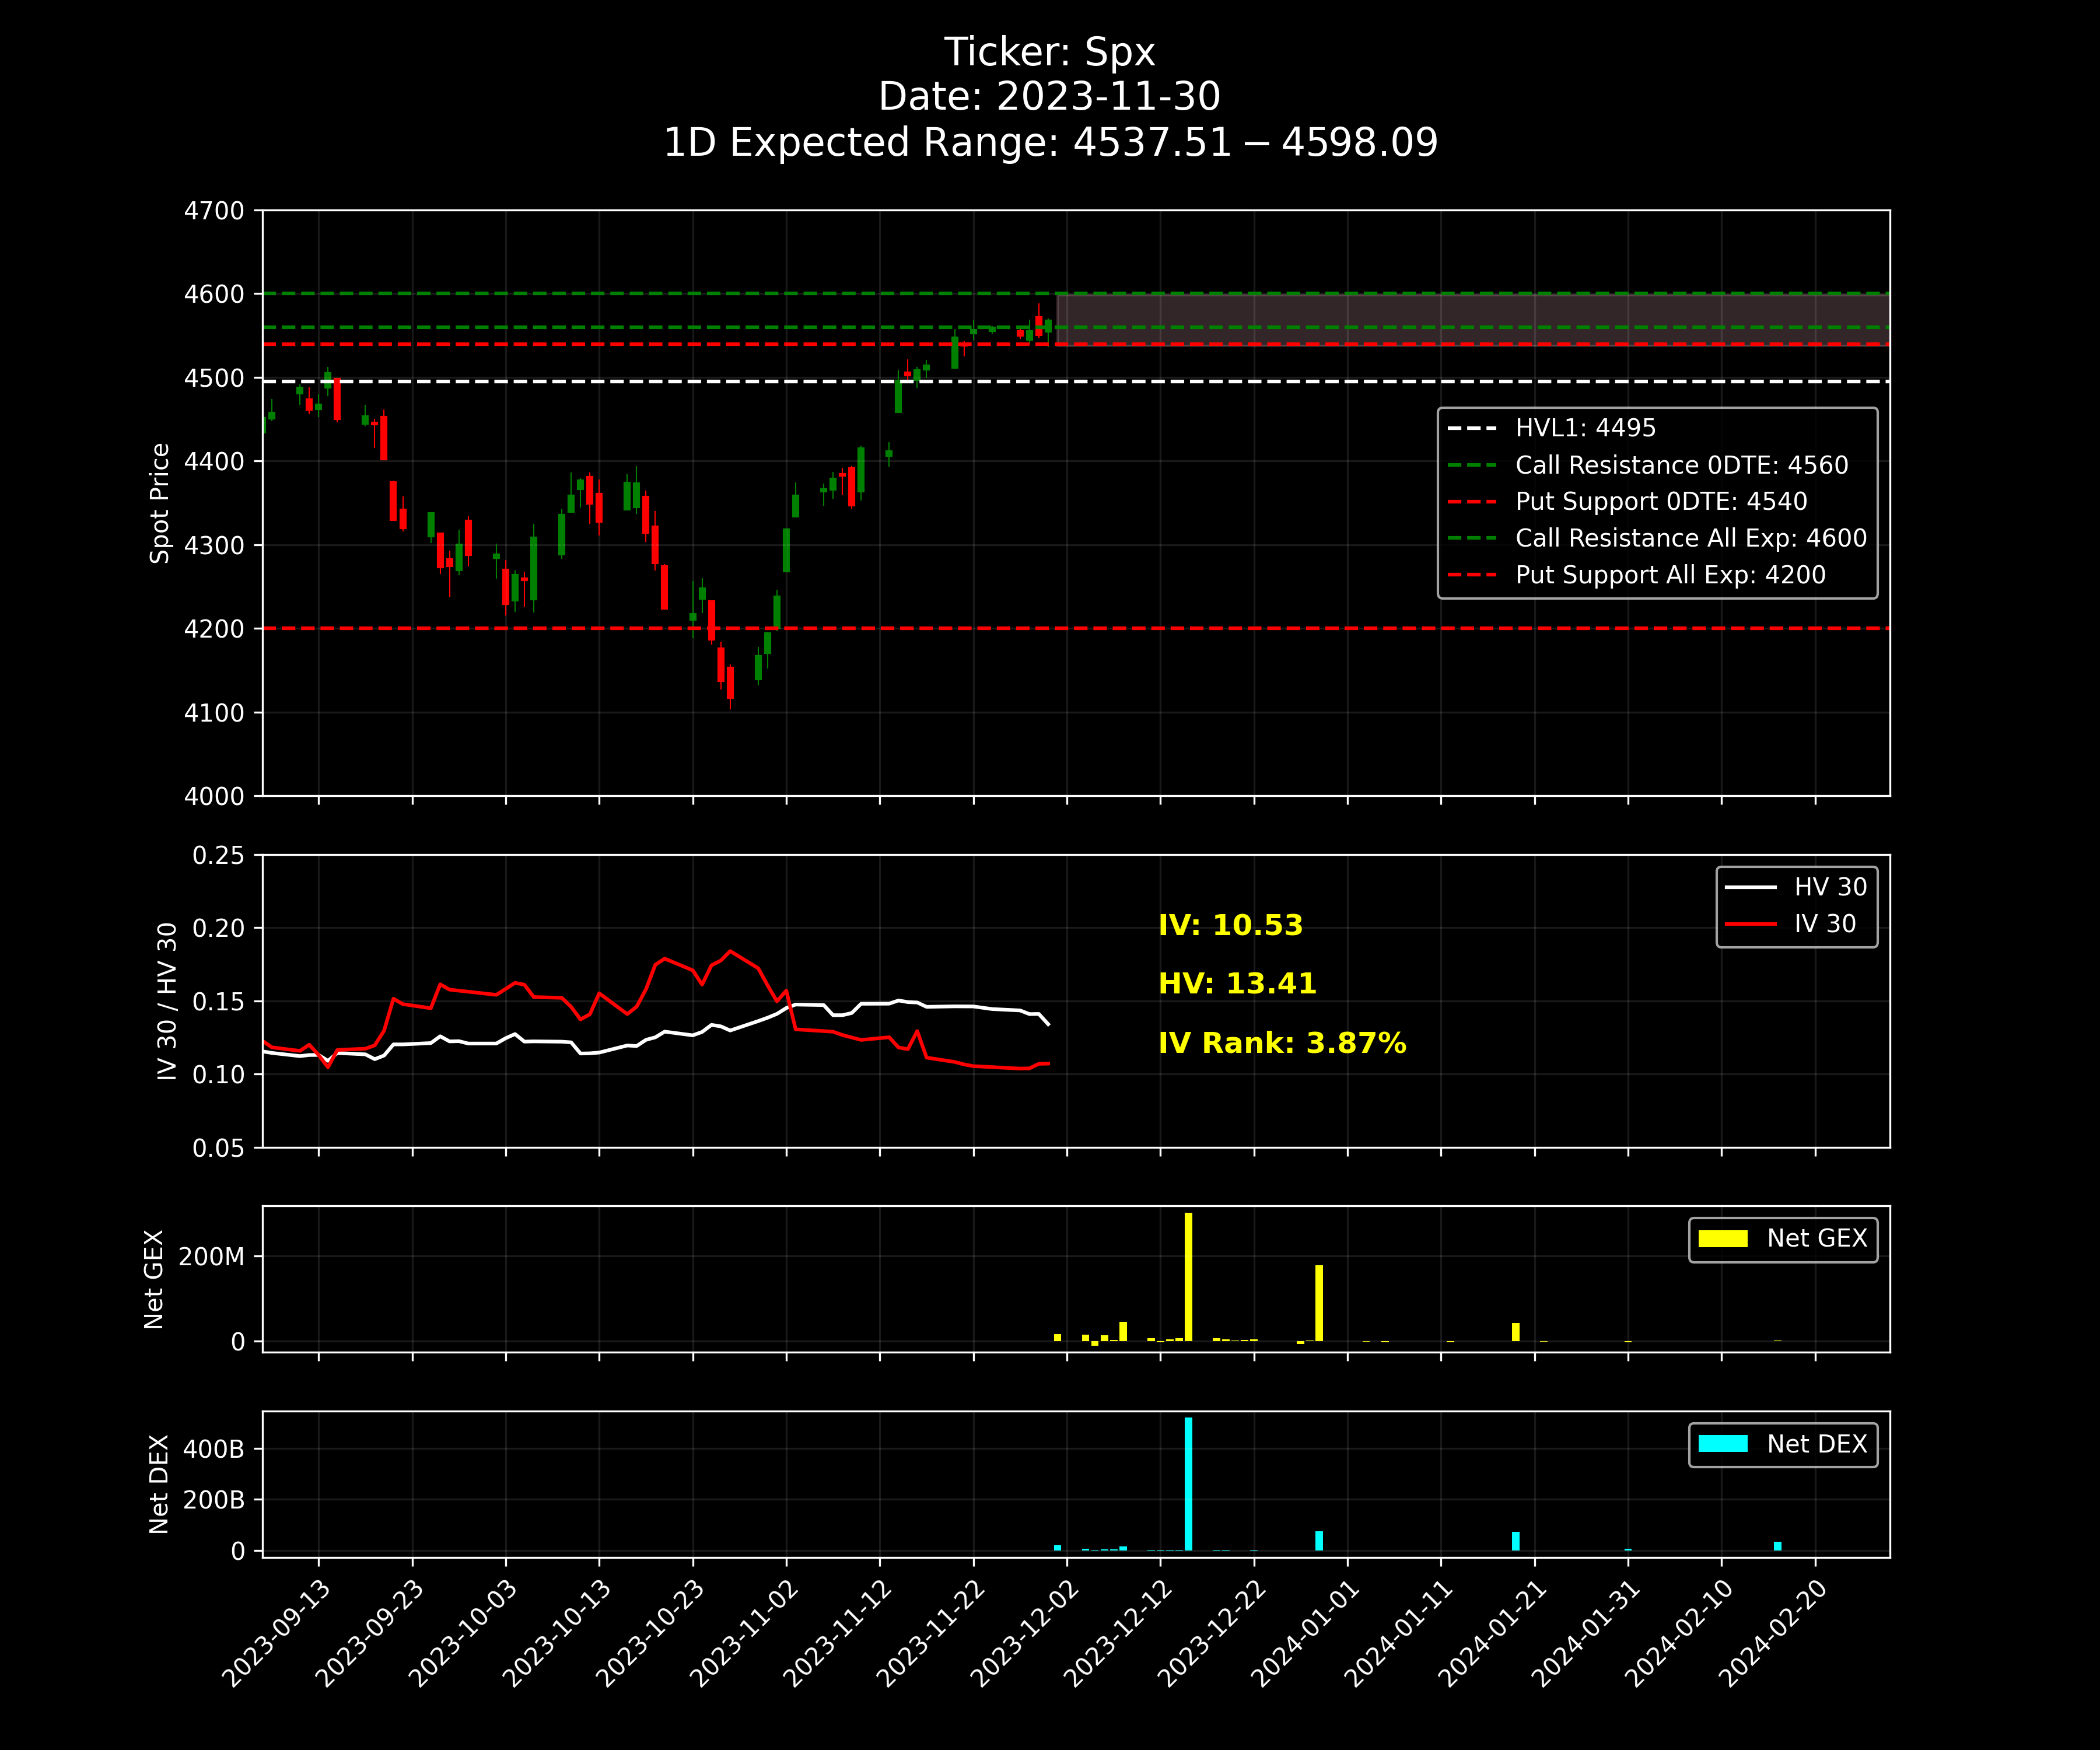 Ticker: Spx
Date: 2023-11-30
1D Expected Range: 4537.51 − 4598.09
Spot Price
4700
4600
4500
4400
4300
4200
4100
4000
HVL1: 4495
Call Resistance 0DTE: 4560
Put Support 0DTE: 4540
Call Resistance All Exp: 4600
Put Support All Exp: 4200
IV 30 / HV 30
0.25
0.20
0.15
0.10
0.05
IV: 10.53
HV: 13.41
IV Rank: 3.87%
HV 30
IV 30
Net GEX
200M
0
Net GEX
Net DEX
400B
200B
0
Net DEX
2023-09-13
2023-09-23
2023-10-03
2023-10-13
2023-10-23
2023-11-02
2023-11-12
2023-11-22
2023-12-02
2023-12-12
2023-12-22
2024-01-01
2024-01-11
2024-01-21
2024-01-31
2024-02-10
2024-02-20